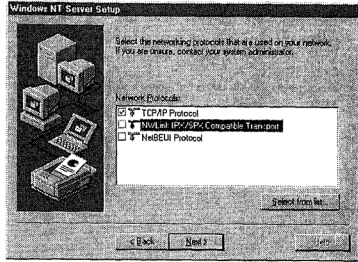 Windows NT Server Setup
Select the networking protocols that are used on your network.
If you are unsure, contact your system administrator.
Network Protocols:
TCP/IP Protocol
NWLink IPX/SPX Compatible Transport
NetBEUI Protocol
Select from list...
< Back
Next >
Help